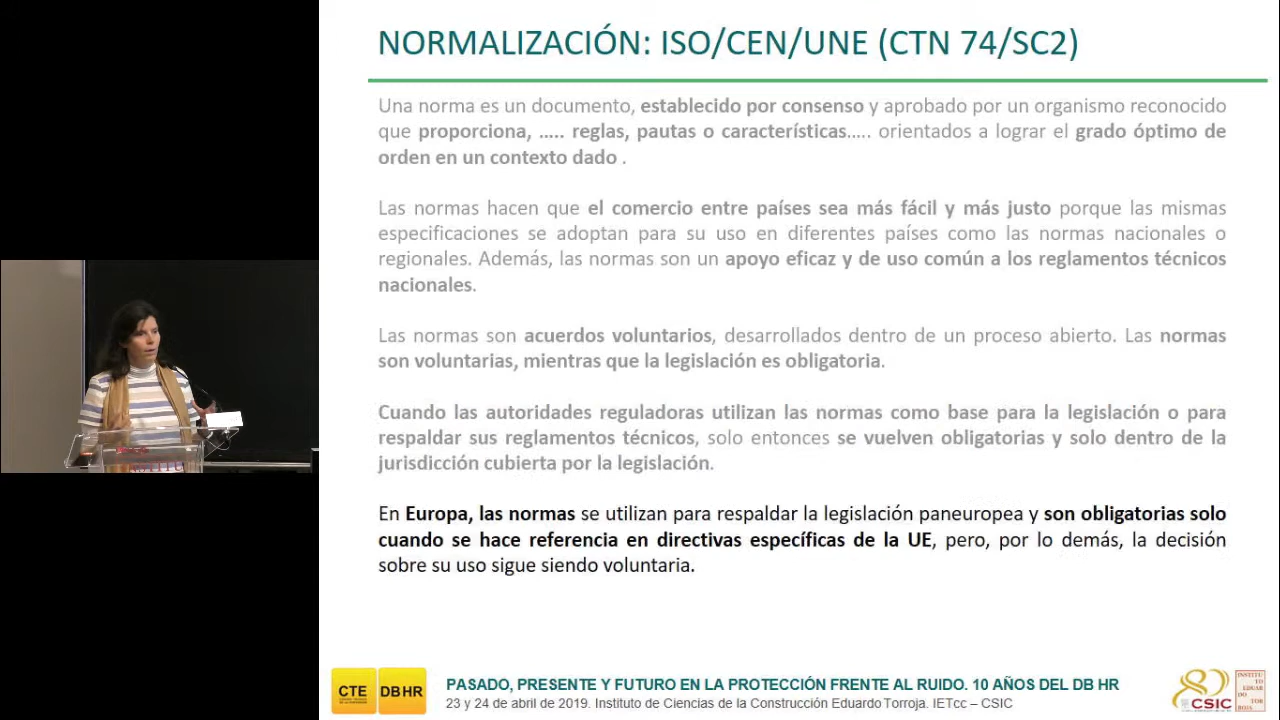 NORMALIZACIÓN: ISO/CEN/UNE (CTN 74/SC2)
Una norma es un documento, establecido por consenso y aprobado por un organismo reconocido
que proporciona, ..... reglas, pautas o características..... orientados a lograr el grado óptimo de
orden en un contexto dado .
Las normas hacen que el comercio entre países sea más fácil y más justo porque las mismas
especificaciones se adoptan para su uso en diferentes países como las normas nacionales o
regionales. Además, las normas son un apoyo eficaz y de uso común a los reglamentos técnicos
nacionales.
Las normas son acuerdos voluntarios, desarrollados dentro de un proceso abierto. Las normas
son voluntarias, mientras que la legislación es obligatoria.
Cuando las autoridades reguladoras utilizan las normas como base para la legislación o para
respaldar sus reglamentos técnicos, solo entonces se vuelven obligatorias y solo dentro de la
jurisdicción cubierta por la legislación.
En Europa, las normas se utilizan para respaldar la legislación paneuropea y son obligatorias solo
cuando se hace referencia en directivas específicas de la UE, pero, por lo demás, la decisión
sobre su uso sigue siendo voluntaria.
CTE DB HR
PASADO, PRESENTE Y FUTURO EN LA PROTECCIÓN FRENTE AL RUIDO. 10 AÑOS DEL DB HR
23 y 24 de abril de 2019. Instituto de Ciencias de la Construcción Eduardo Torroja. IETcc – CSIC
80 CSIC
INSTITU
TO
EDUAR
DO
TOR
ROJA